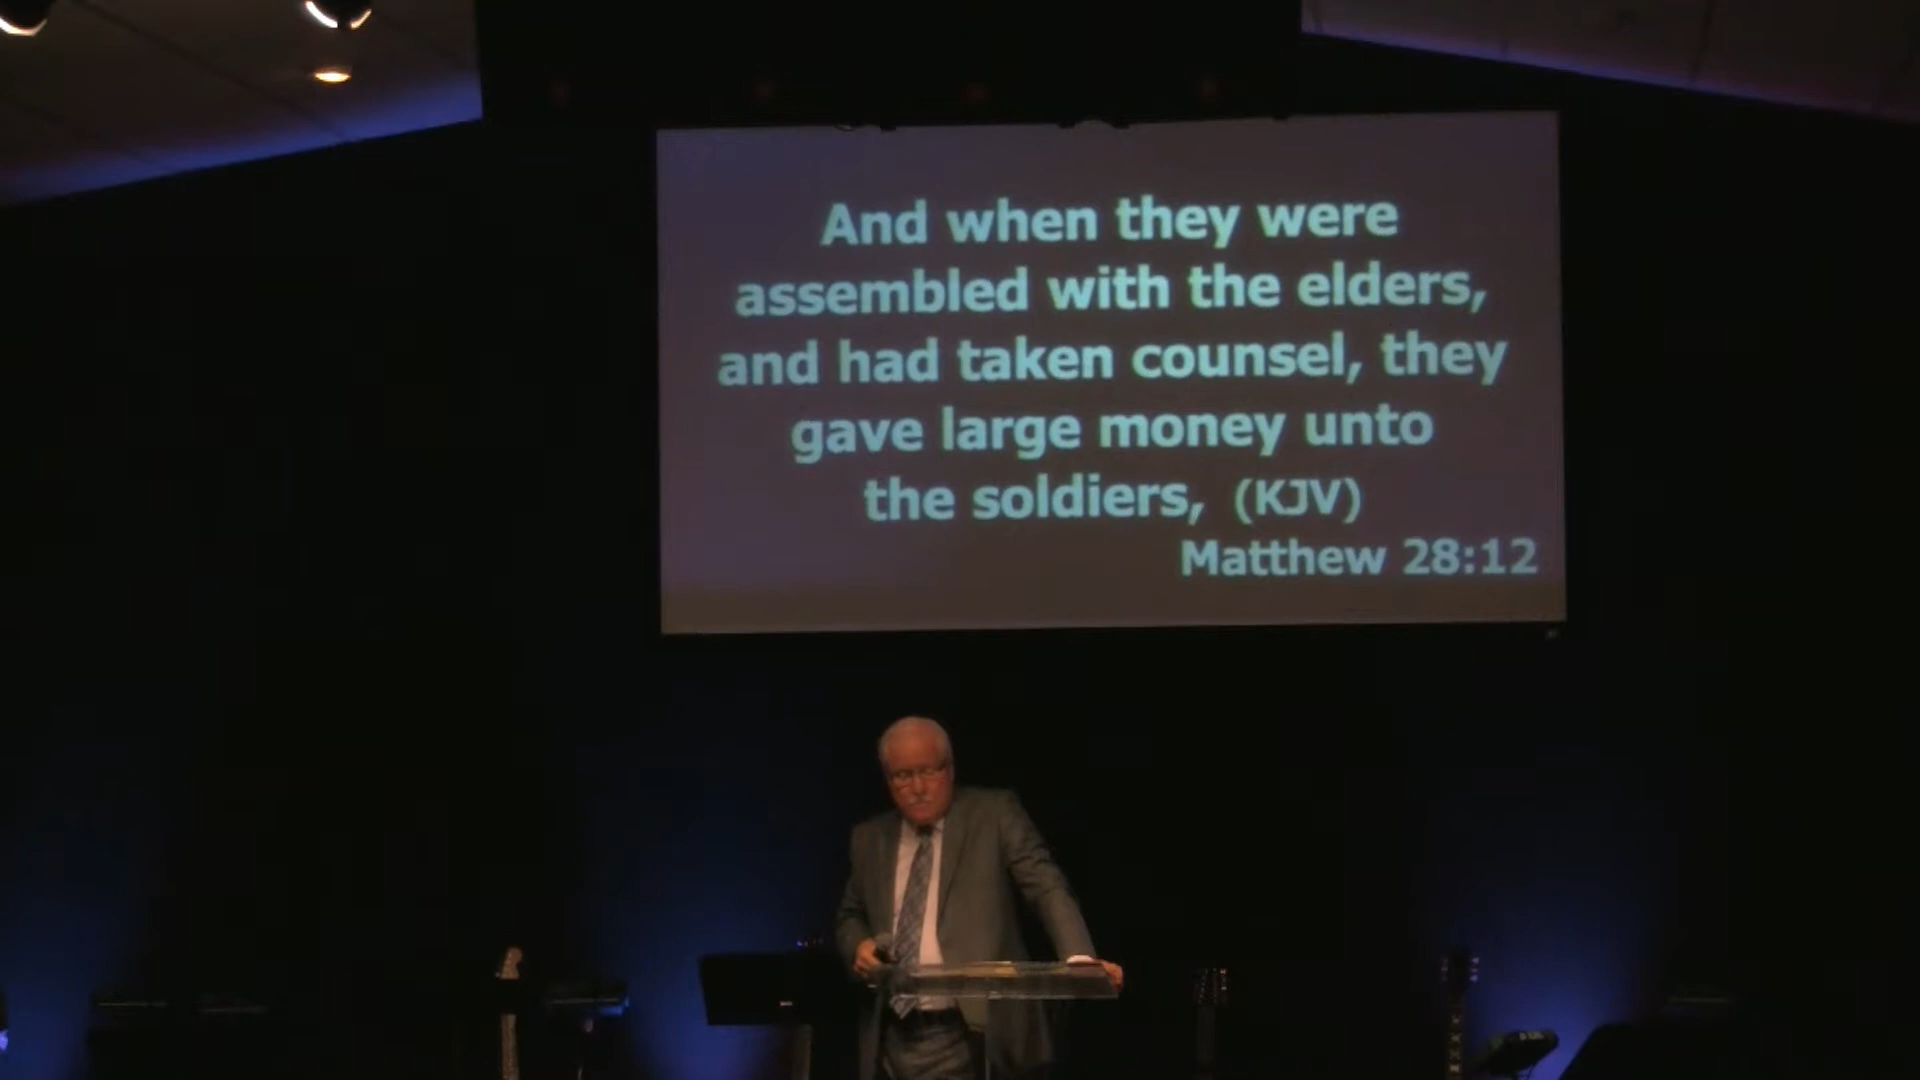 And when they were
assembled with the elders,
and had taken counsel, they
gave large money unto
the soldiers, (KJV)
Matthew 28:12